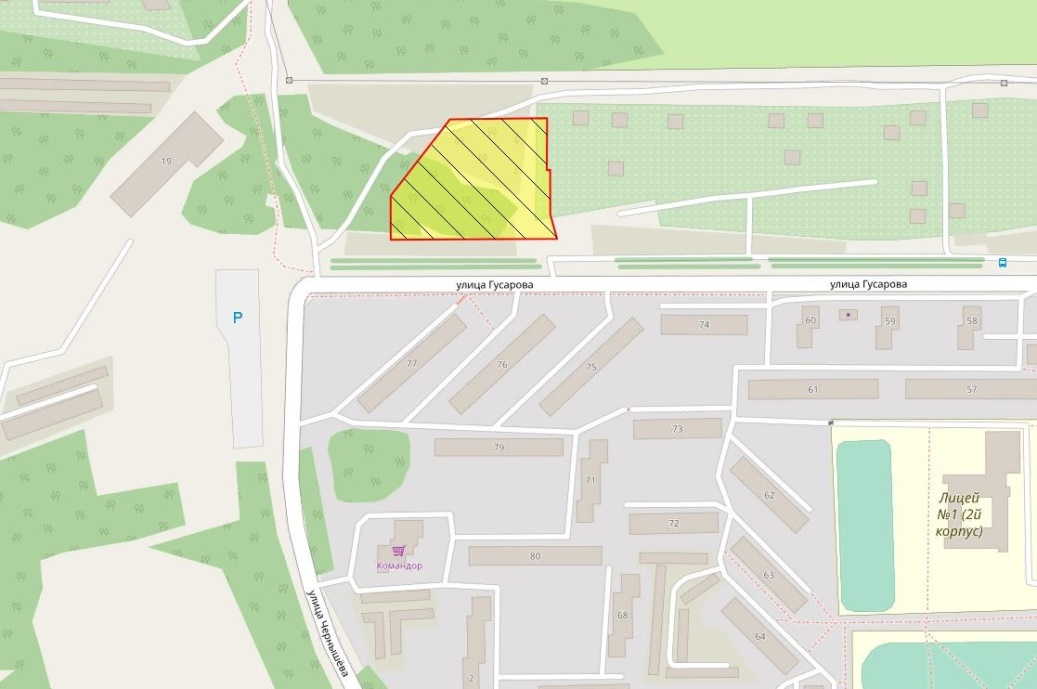 19
P
улица Гусарова
улица Гусарова
60
59
58
74
77
76
75
61
57
73
79
71
62
Лицей
№1 (2й
корпус)
72
80
Командор
63
68
64
улица Чернышёва
2